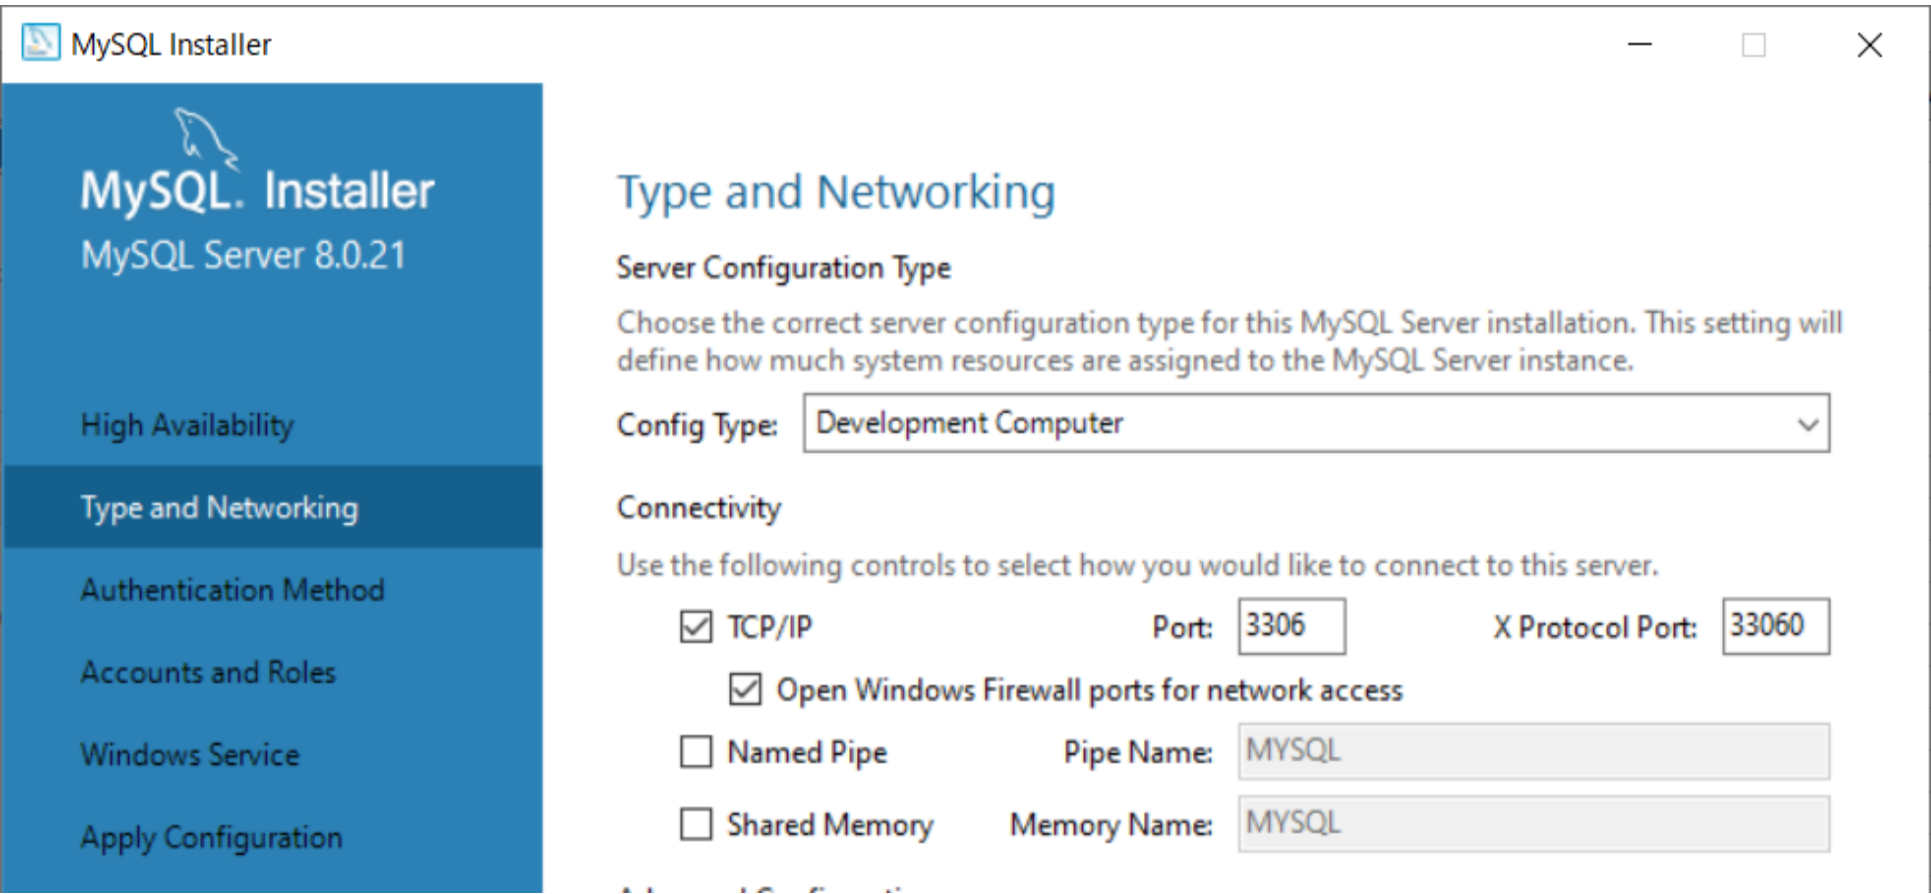 MySQL Installer
MySQL. Installer
MySQL Server 8.0.21
High Availability
Type and Networking
Authentication Method
Accounts and Roles
Windows Service
Apply Configuration
Type and Networking
Server Configuration Type
Choose the correct server configuration type for this MySQL Server installation. This setting will
define how much system resources are assigned to the MySQL Server instance.
Config Type: Development Computer
Connectivity
Use the following controls to select how you would like to connect to this server.
TCP/IP Port: 3306 X Protocol Port: 33060
Open Windows Firewall ports for network access
Named Pipe Pipe Name: MYSQL
Shared Memory Memory Name: MYSQL